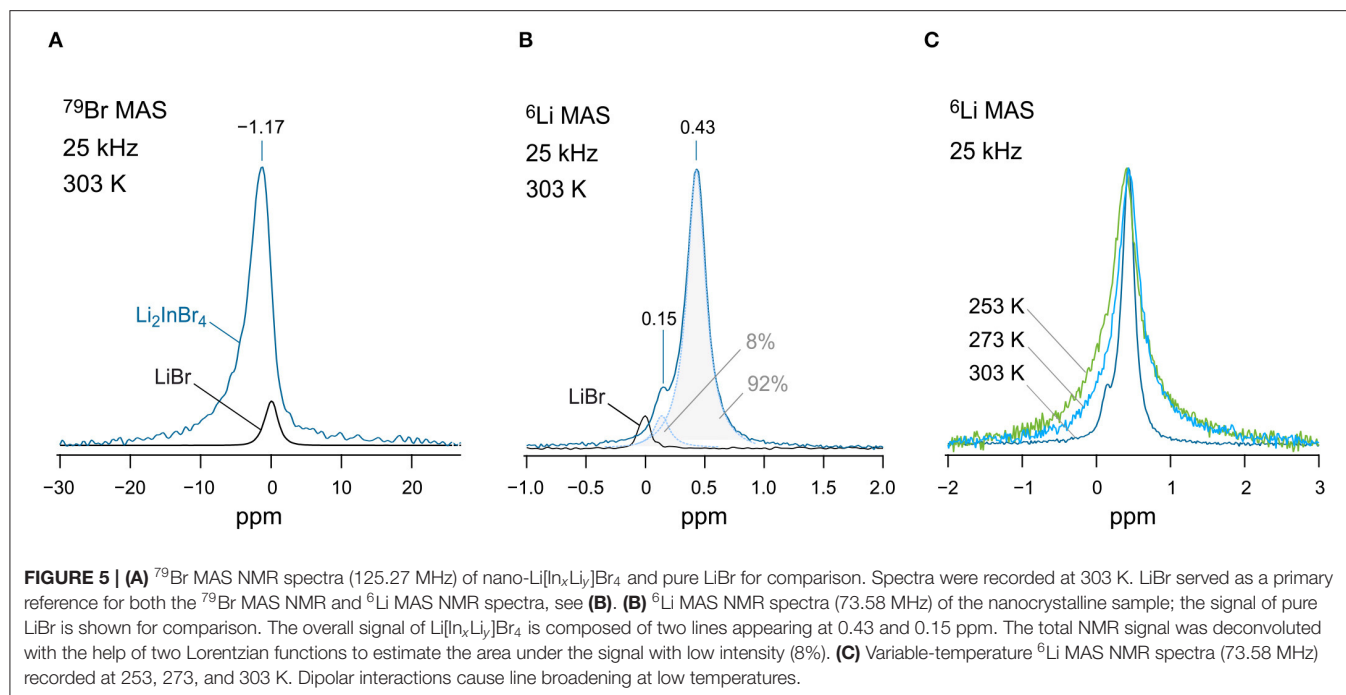 A
⁷⁹Br MAS
25 kHz
303 K
−1.17
Li₂InBr₄
LiBr
−30 −20 −10 0 10 20
ppm
B
⁶Li MAS
25 kHz
303 K
0.43
0.15
8%
92%
LiBr
−1.0 −0.5 0 0.5 1.0 1.5 2.0
ppm
C
⁶Li MAS
25 kHz
253 K
273 K
303 K
−2 −1 0 1 2 3
ppm
FIGURE 5 | (A) ⁷⁹Br MAS NMR spectra (125.27 MHz) of nano-Li[InₓLiᵧ]Br₄ and pure LiBr for comparison. Spectra were recorded at 303 K. LiBr served as a primary
reference for both the ⁷⁹Br MAS NMR and ⁶Li MAS NMR spectra, see (B). (B) ⁶Li MAS NMR spectra (73.58 MHz) of the nanocrystalline sample; the signal of pure
LiBr is shown for comparison. The overall signal of Li[InₓLiᵧ]Br₄ is composed of two lines appearing at 0.43 and 0.15 ppm. The total NMR signal was deconvoluted
with the help of two Lorentzian functions to estimate the area under the signal with low intensity (8%). (C) Variable-temperature ⁶Li MAS NMR spectra (73.58 MHz)
recorded at 253, 273, and 303 K. Dipolar interactions cause line broadening at low temperatures.